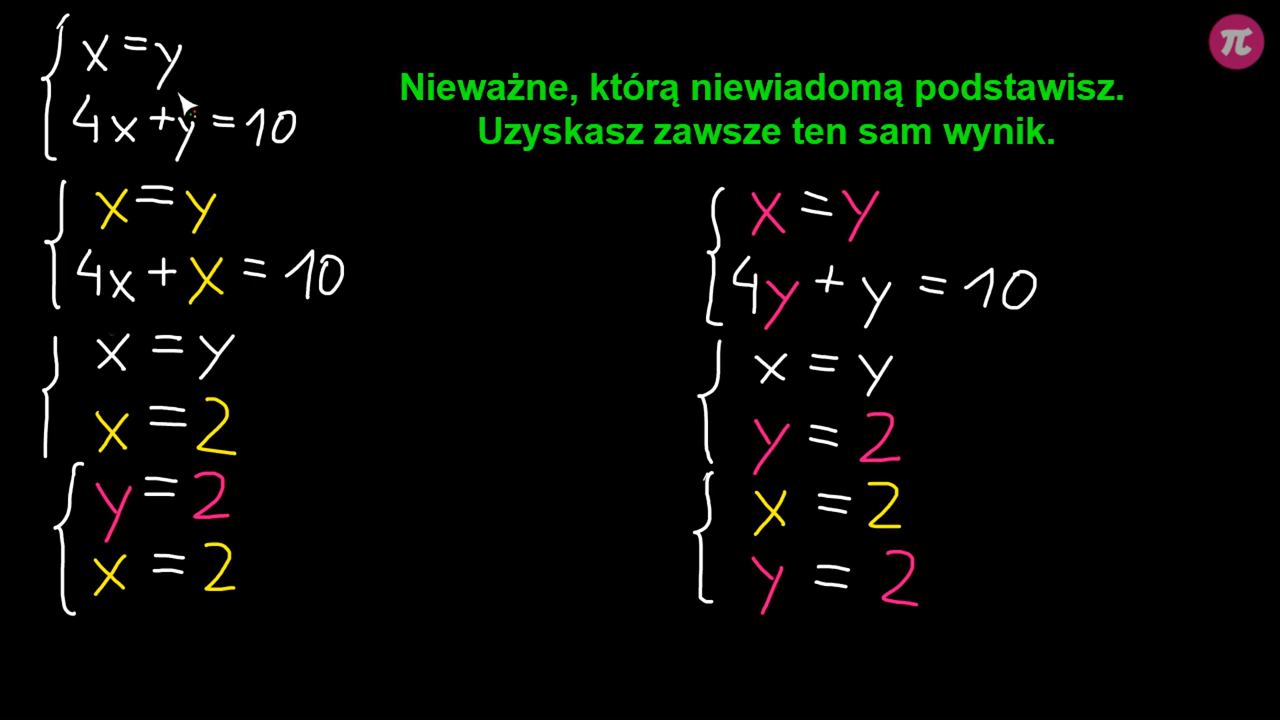 x = y
4x + y = 10
Nieważne, którą niewiadomą podstawisz.
Uzyskasz zawsze ten sam wynik.
x = y
4x + x = 10
x = y
x = 2
y = 2
x = 2
x = y
4y + y = 10
x = y
y = 2
x = 2
y = 2
π